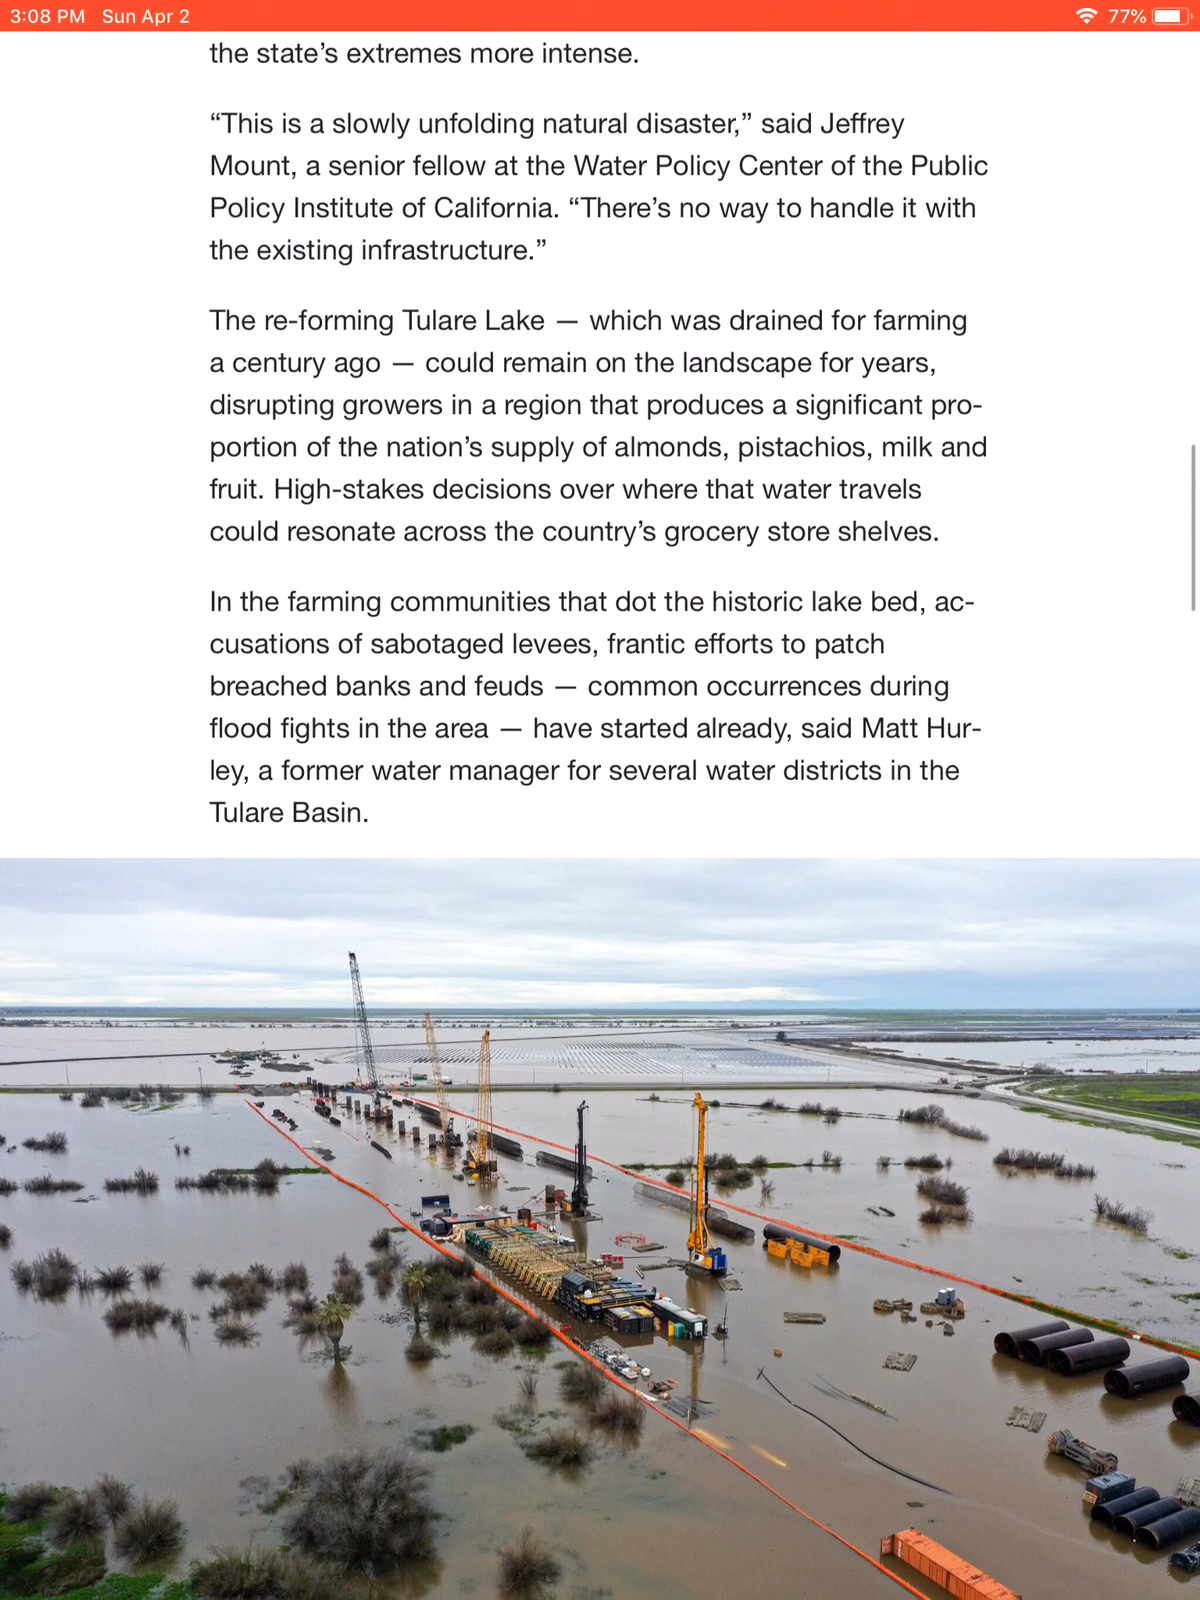 3:08 PM Sun Apr 2 77%
the state’s extremes more intense.
“This is a slowly unfolding natural disaster,” said Jeffrey
Mount, a senior fellow at the Water Policy Center of the Public
Policy Institute of California. “There’s no way to handle it with
the existing infrastructure.”
The re-forming Tulare Lake — which was drained for farming
a century ago — could remain on the landscape for years,
disrupting growers in a region that produces a significant pro-
portion of the nation’s supply of almonds, pistachios, milk and
fruit. High-stakes decisions over where that water travels
could resonate across the country’s grocery store shelves.
In the farming communities that dot the historic lake bed, ac-
cusations of sabotaged levees, frantic efforts to patch
breached banks and feuds — common occurrences during
flood fights in the area — have started already, said Matt Hur-
ley, a former water manager for several water districts in the
Tulare Basin.